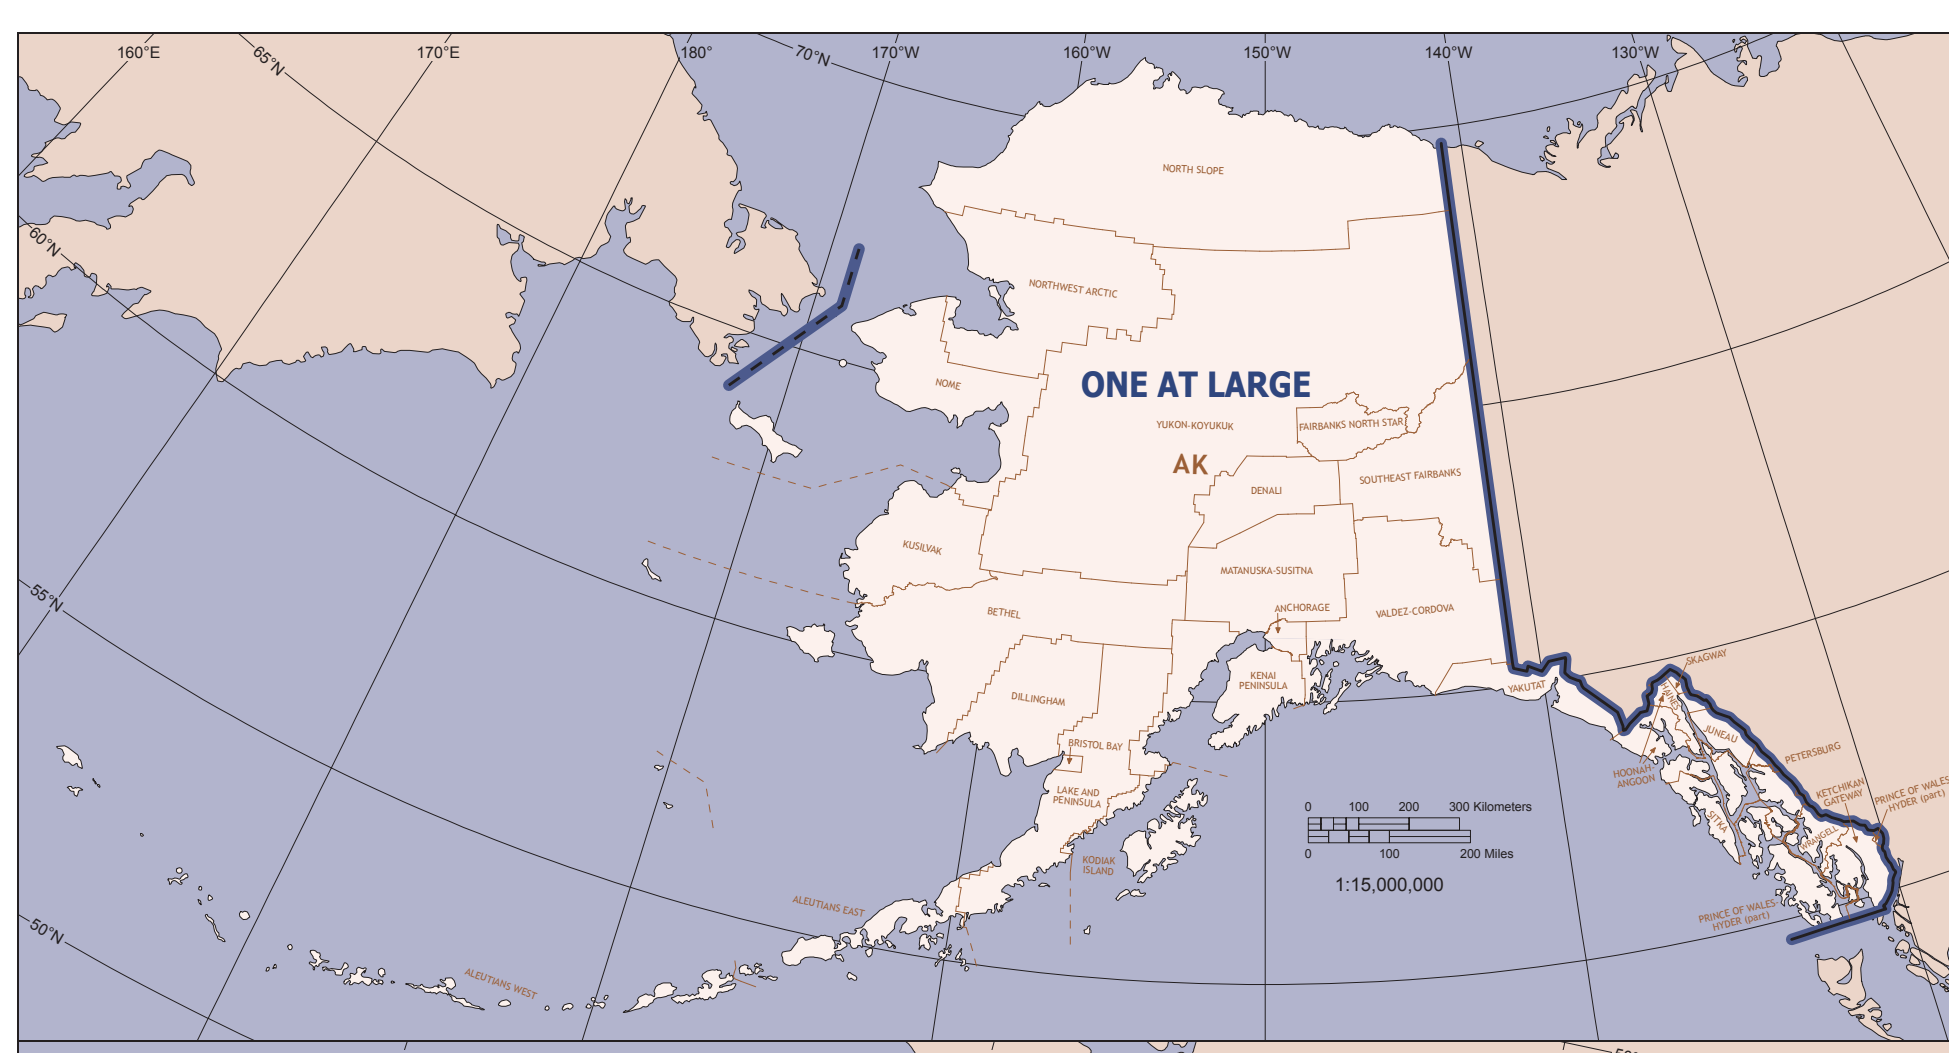 160°E
65°N
170°E
180°
70°N
170°W
160°W
150°W
140°W
130°W
NORTH SLOPE
60°N
NORTHWEST ARCTIC
NOME
ONE AT LARGE
YUKON-KOYUKUK
FAIRBANKS NORTH STAR
AK
DENALI
SOUTHEAST FAIRBANKS
KUSILVAK
MATANUSKA-SUSITNA
55°N
BETHEL
ANCHORAGE
VALDEZ-CORDOVA
SKAGWAY
KENAI
PENINSULA
YAKUTAT
HAINES
DILLINGHAM
JUNEAU
BRISTOL BAY
PETERSBURG
HOONAH-
ANGOON
LAKE AND
PENINSULA
KETCHIKAN
GATEWAY
PRINCE OF WALES-
HYDER (part)
0 100 200 300 Kilometers
0 100 200 Miles
1:15,000,000
SITKA
WRANGELL
KODIAK
ISLAND
ALEUTIANS EAST
PRINCE OF WALES-
HYDER (part)
50°N
ALEUTIANS WEST